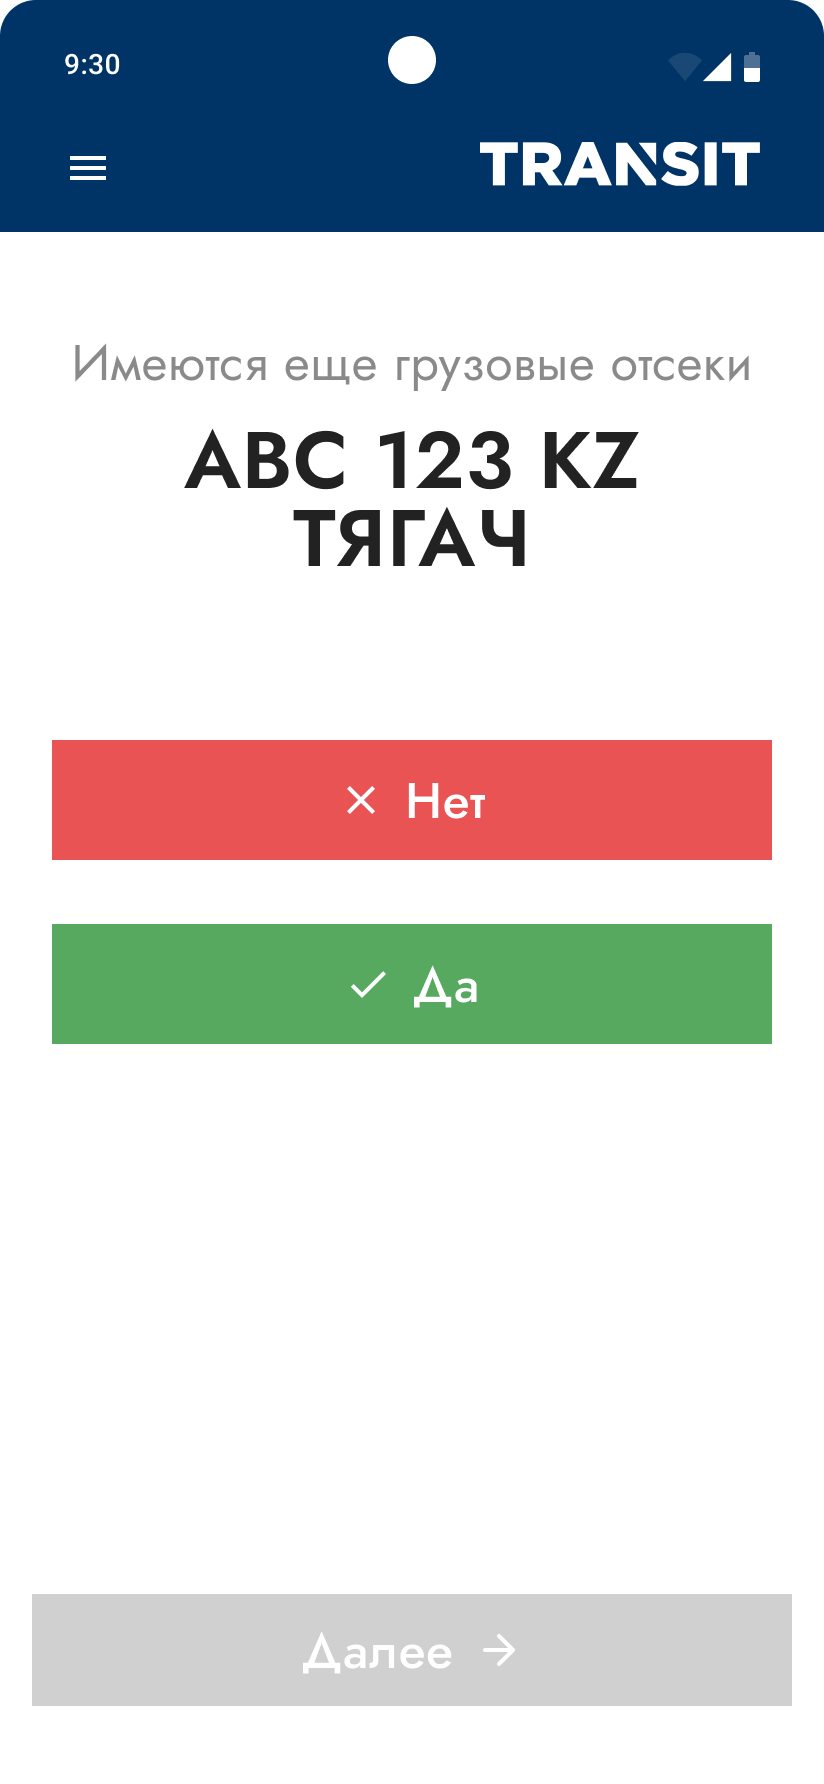 9:30
TRANSIT
Имеются еще грузовые отсеки
ABC 123 KZ
ТЯГАЧ
Нет
Да
Далее